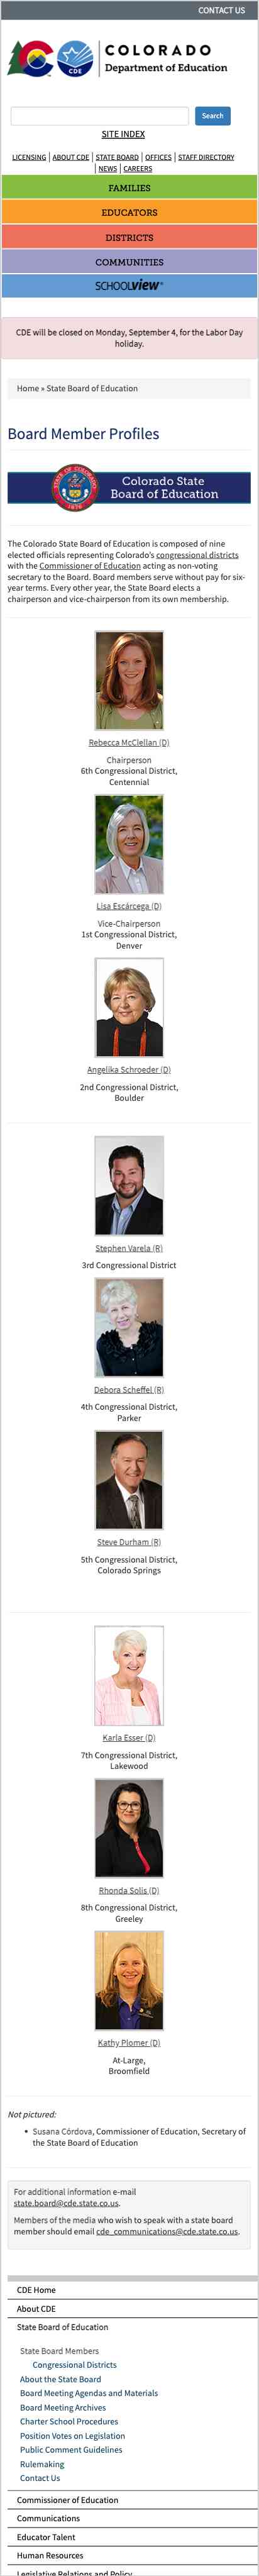 CONTACT US
COLORADO
CDE
Department of Education
Search
SITE INDEX
LICENSING | ABOUT CDE | STATE BOARD | OFFICES | STAFF DIRECTORY
| NEWS | CAREERS
FAMILIES
EDUCATORS
DISTRICTS
COMMUNITIES
SCHOOLVIEW®
CDE will be closed on Monday, September 4, for the Labor Day
holiday.
Home » State Board of Education
Board Member Profiles
Colorado State
Board of Education
The Colorado State Board of Education is composed of nine
elected officials representing Colorado's congressional districts
with the Commissioner of Education acting as non-voting
secretary to the Board. Board members serve without pay for six-
year terms. Every other year, the State Board elects a
chairperson and vice-chairperson from its own membership.
Rebecca McClellan (D)
Chairperson
6th Congressional District,
Centennial
Lisa Escárcega (D)
Vice-Chairperson
1st Congressional District,
Denver
Angelika Schroeder (D)
2nd Congressional District,
Boulder
Stephen Varela (R)
3rd Congressional District
Debora Scheffel (R)
4th Congressional District,
Parker
Steve Durham (R)
5th Congressional District,
Colorado Springs
Karla Esser (D)
7th Congressional District,
Lakewood
Rhonda Solis (D)
8th Congressional District,
Greeley
Kathy Plomer (D)
At-Large,
Broomfield
Not pictured:
• Susana Córdova, Commissioner of Education, Secretary of
the State Board of Education
For additional information e-mail
state.board@cde.state.co.us.
Members of the media who wish to speak with a state board
member should email cde_communications@cde.state.co.us.
CDE Home
About CDE
State Board of Education
State Board Members
Congressional Districts
About the State Board
Board Meeting Agendas and Materials
Board Meeting Archives
Charter School Procedures
Position Votes on Legislation
Public Comment Guidelines
Rulemaking
Contact Us
Commissioner of Education
Communications
Educator Talent
Human Resources
Legislative Relations and Policy